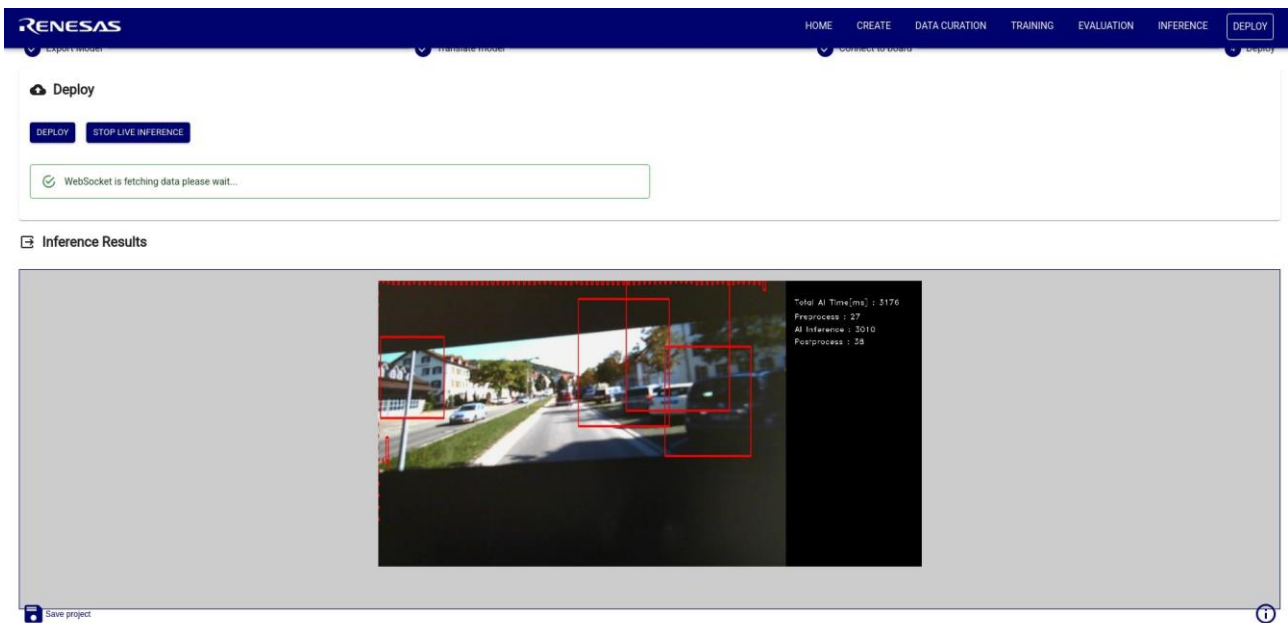 RENESAS
HOME CREATE DATA CURATION TRAINING EVALUATION INFERENCE DEPLOY
Export Model Translate model Connect to board 4 Deploy
Deploy
DEPLOY STOP LIVE INFERENCE
WebSocket is fetching data please wait...
Inference Results
Total AI Time[ms] : 3176
Preprocess : 27
AI Inference : 3010
Postprocess : 38
Save project